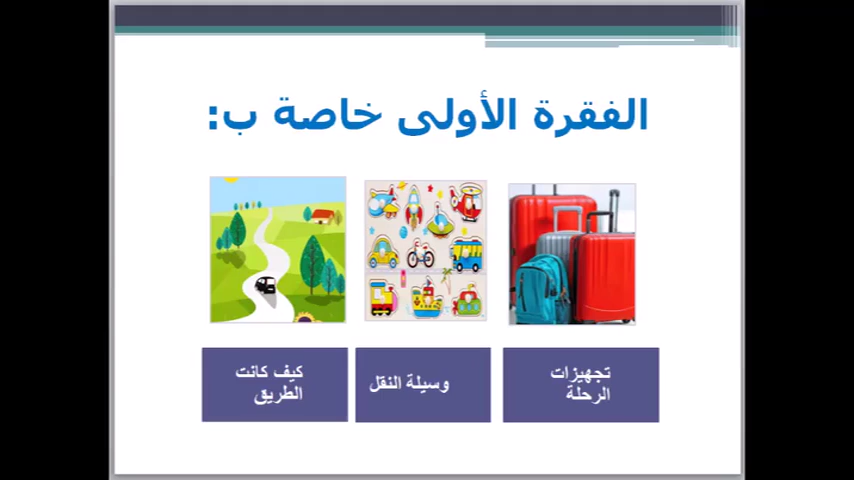 الفقرة الأولى خاصة ب:
تجهيزات
الرحلة
وسيلة النقل
كيف كانت
الطريق